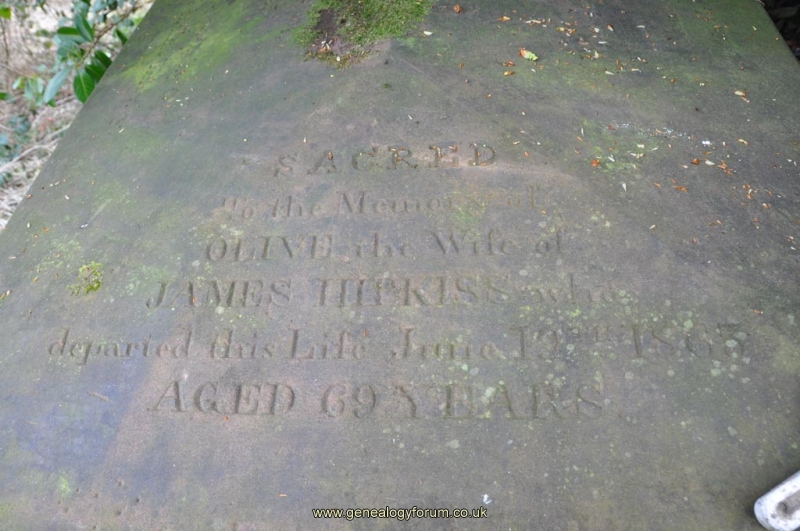 SACRED
To the Memory of
OLIVE the Wife of
JAMES HIPKISS who
departed this Life June 12th 1863
AGED 69 YEARS
www.genealogyforum.co.uk